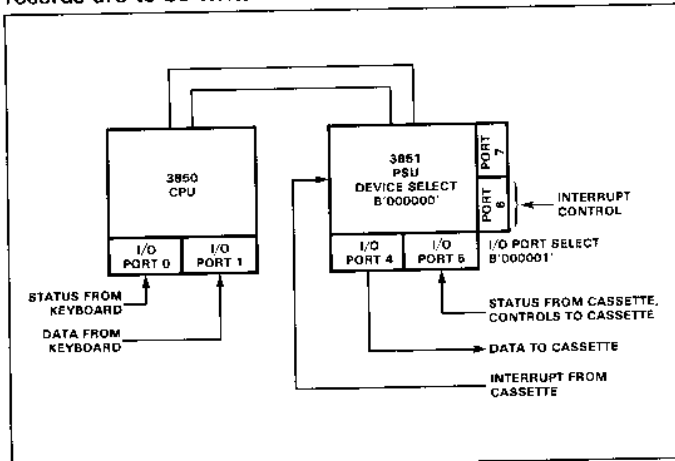 records are to be
3850
CPU
I/O
PORT 0
I/O
PORT 1
3851
PSU
DEVICE SELECT
B'000000'
PORT
7
PORT
6
I/O
PORT 4
I/O
PORT 5
INTERRUPT
CONTROL
I/O PORT SELECT
B'000001'
STATUS FROM
KEYBOARD
DATA FROM
KEYBOARD
STATUS FROM CASSETTE,
CONTROLS TO CASSETTE
DATA TO CASSETTE
INTERRUPT FROM
CASSETTE